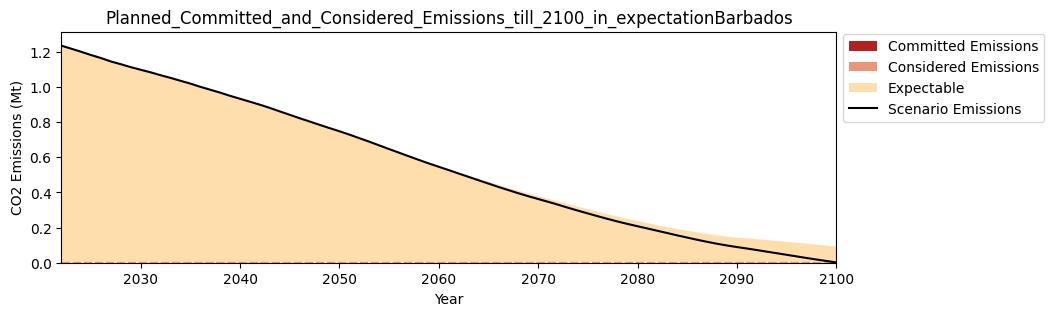 Planned_Committed_and_Considered_Emissions_till_2100_in_expectationBarbados
Committed Emissions
Considered Emissions
Expectable
Scenario Emissions
CO2 Emissions (Mt)
1.2
1.0
0.8
0.6
0.4
0.2
0.0
2030 2040 2050 2060 2070 2080 2090 2100
Year